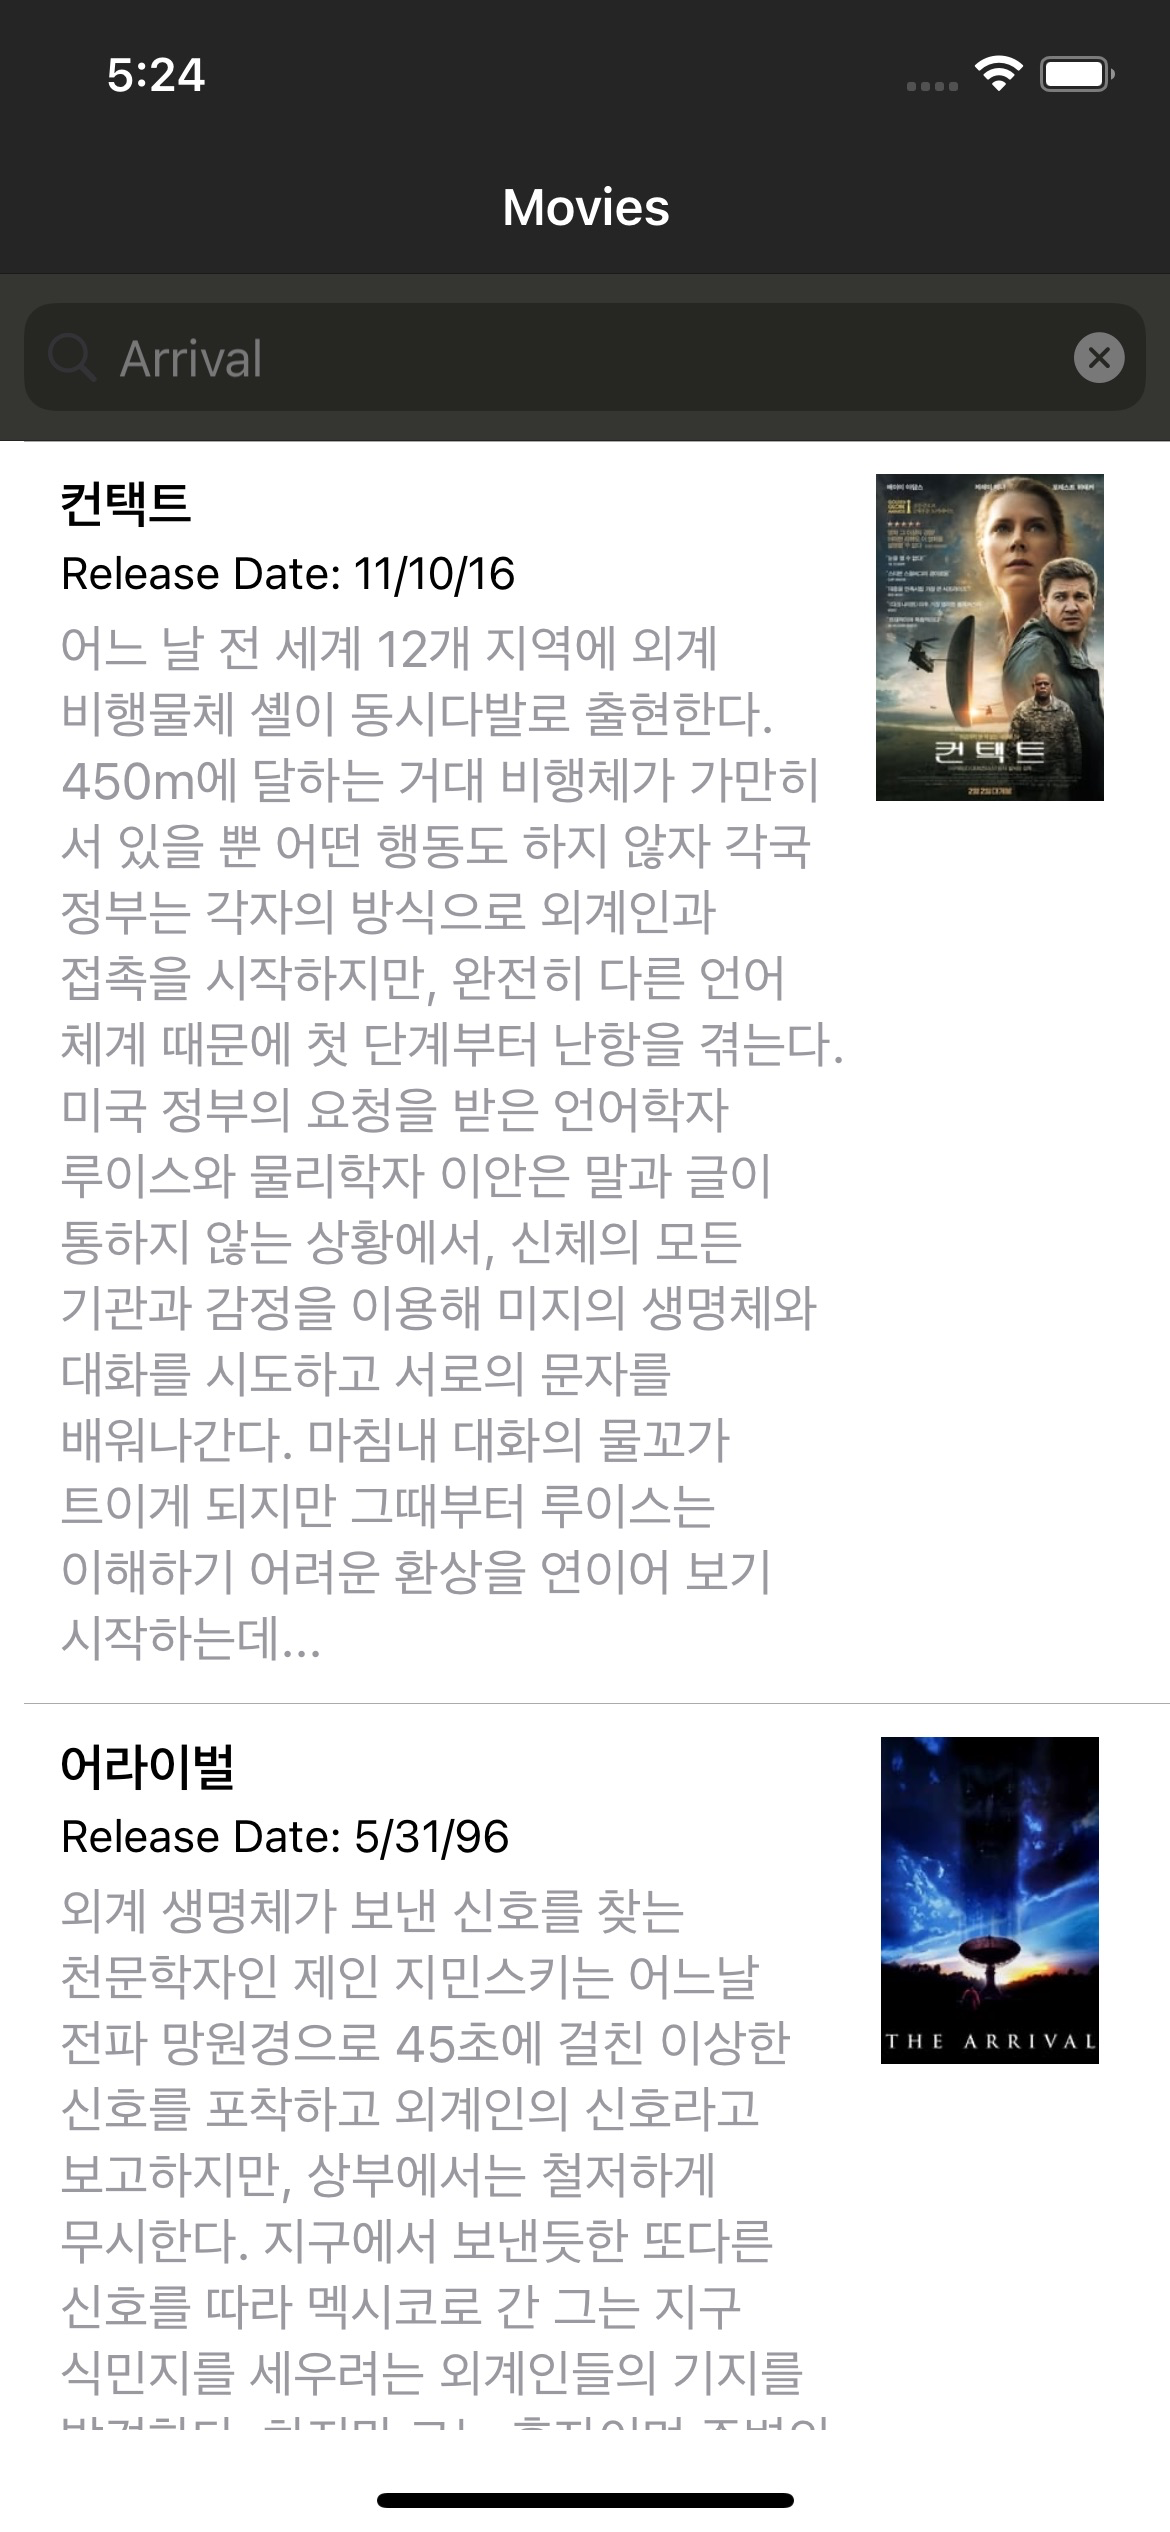 5:24
Movies
Arrival
컨택트
Release Date: 11/10/16
어느 날 전 세계 12개 지역에 외계
비행물체 셸이 동시다발로 출현한다.
450m에 달하는 거대 비행체가 가만히
서 있을 뿐 어떤 행동도 하지 않자 각국
정부는 각자의 방식으로 외계인과
접촉을 시작하지만, 완전히 다른 언어
체계 때문에 첫 단계부터 난항을 겪는다.
미국 정부의 요청을 받은 언어학자
루이스와 물리학자 이안은 말과 글이
통하지 않는 상황에서, 신체의 모든
기관과 감정을 이용해 미지의 생명체와
대화를 시도하고 서로의 문자를
배워나간다. 마침내 대화의 물꼬가
트이게 되지만 그때부터 루이스는
이해하기 어려운 환상을 연이어 보기
시작하는데...
컨택트
어라이벌
Release Date: 5/31/96
외계 생명체가 보낸 신호를 찾는
천문학자인 제인 지민스키는 어느날
전파 망원경으로 45초에 걸친 이상한
신호를 포착하고 외계인의 신호라고
보고하지만, 상부에서는 철저하게
무시한다. 지구에서 보낸듯한 또다른
신호를 따라 멕시코로 간 그는 지구
식민지를 세우려는 외계인들의 기지를
THE ARRIVAL